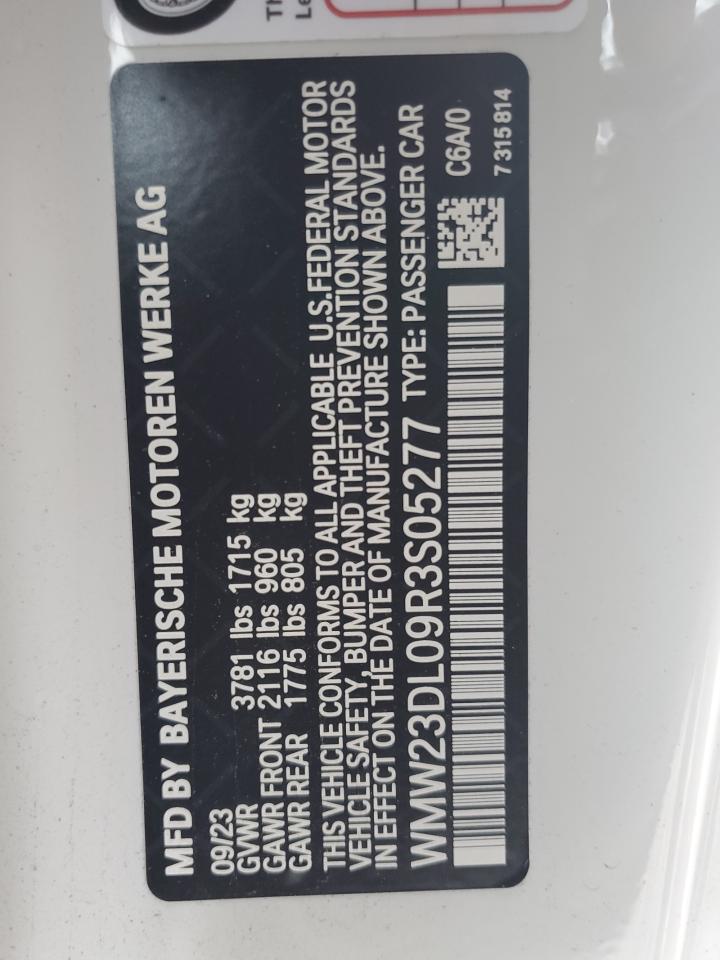 MFD BY BAYERISCHE MOTOREN WERKE AG
09/23
GVWR 3781 lbs 1715 kg
GAWR FRONT 2116 lbs 960 kg
GAWR REAR 1775 lbs 805 kg
THIS VEHICLE CONFORMS TO ALL APPLICABLE U.S.FEDERAL MOTOR
VEHICLE SAFETY, BUMPER AND THEFT PREVENTION STANDARDS
IN EFFECT ON THE DATE OF MANUFACTURE SHOWN ABOVE.
WMW23DL09R3S05277 TYPE: PASSENGER CAR
C6A/0
7 315 814